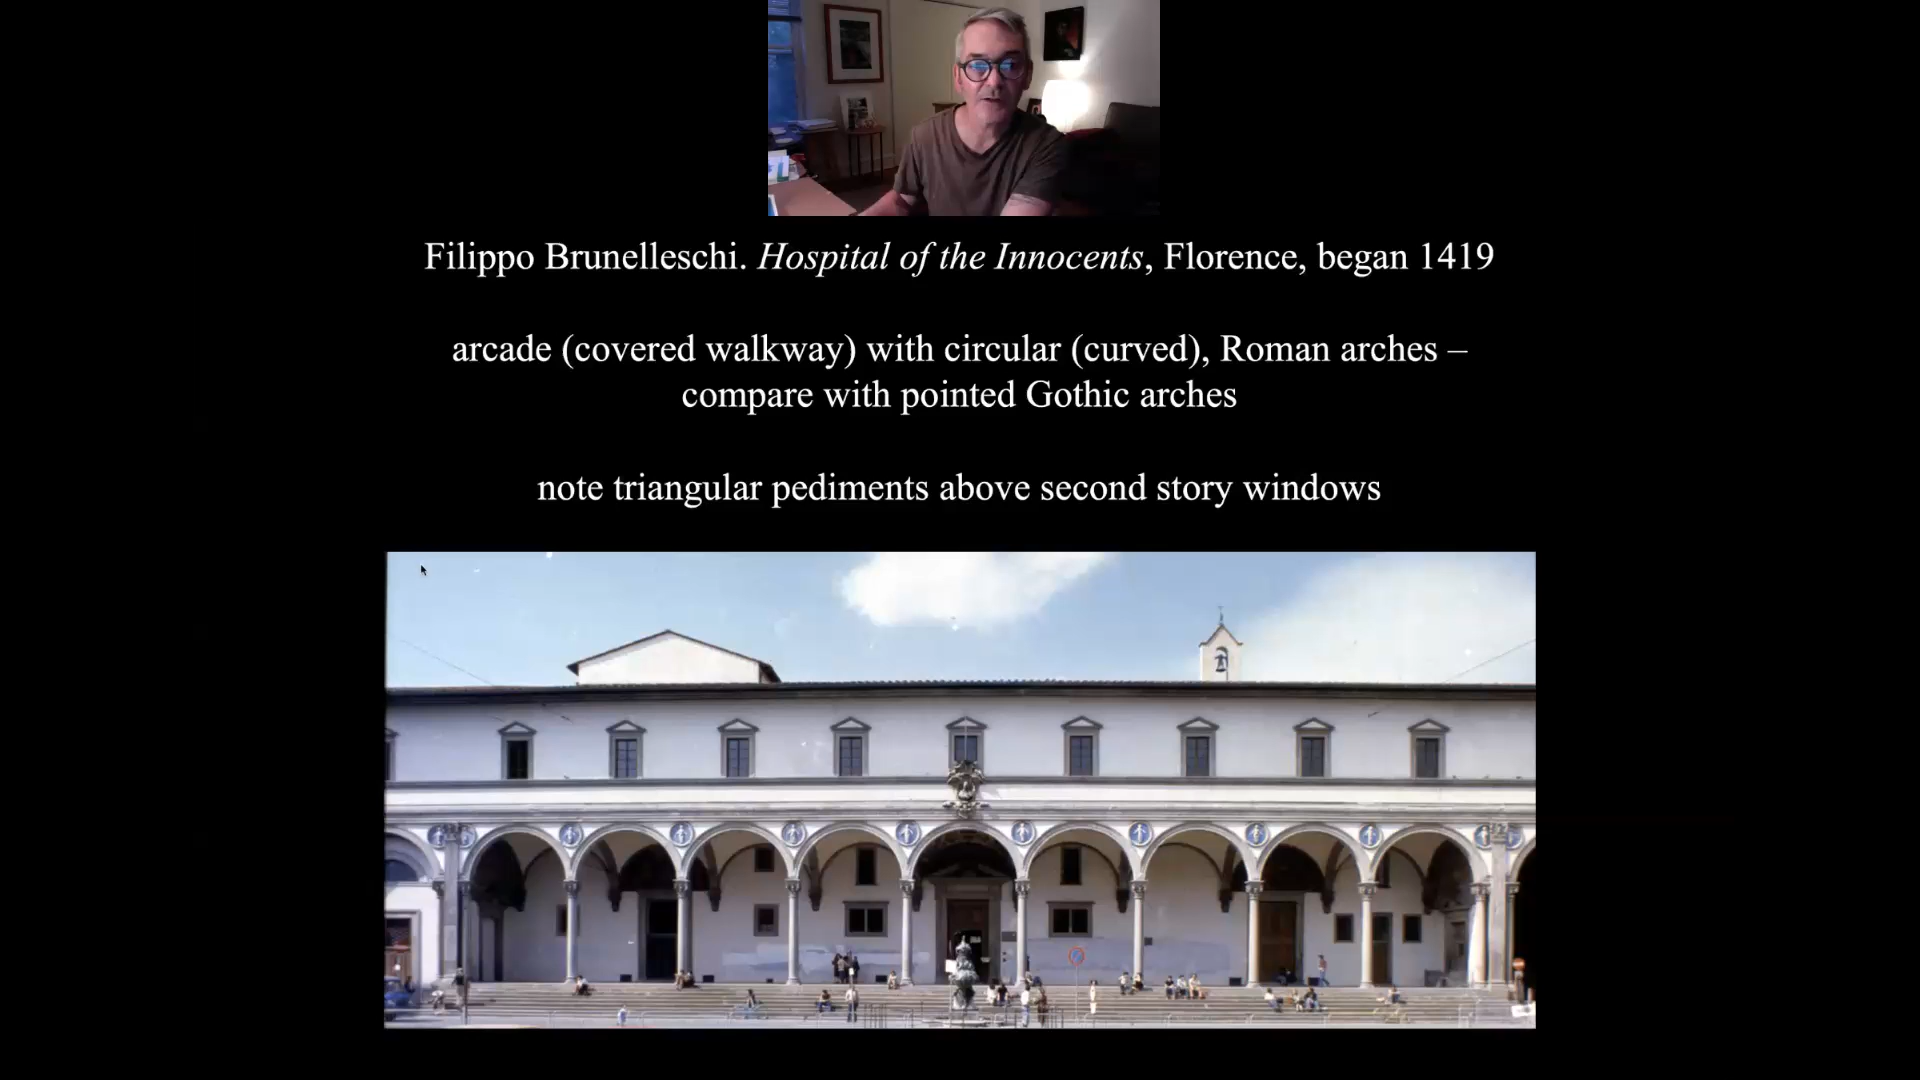 Filippo Brunelleschi. Hospital of the Innocents, Florence, began 1419
arcade (covered walkway) with circular (curved), Roman arches –
compare with pointed Gothic arches
note triangular pediments above second story windows